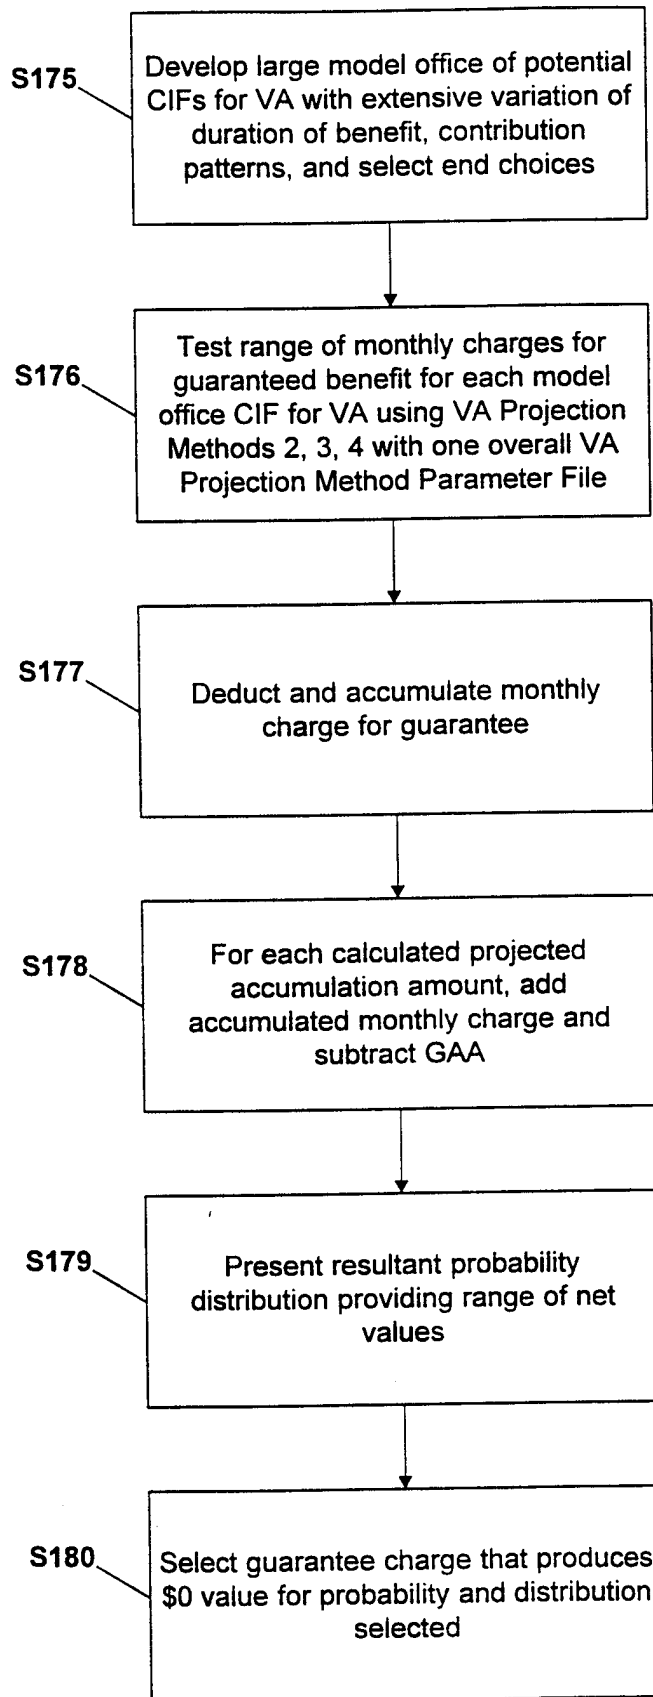 S175
Develop large model office of potential
CIFs for VA with extensive variation of
duration of benefit, contribution
patterns, and select end choices
S176
Test range of monthly charges for
guaranteed benefit for each model
office CIF for VA using VA Projection
Methods 2, 3, 4 with one overall VA
Projection Method Parameter File
S177
Deduct and accumulate monthly
charge for guarantee
S178
For each calculated projected
accumulation amount, add
accumulated monthly charge and
subtract GAA
S179
Present resultant probability
distribution providing range of net
values
S180
Select guarantee charge that produces
$0 value for probability and distribution
selected